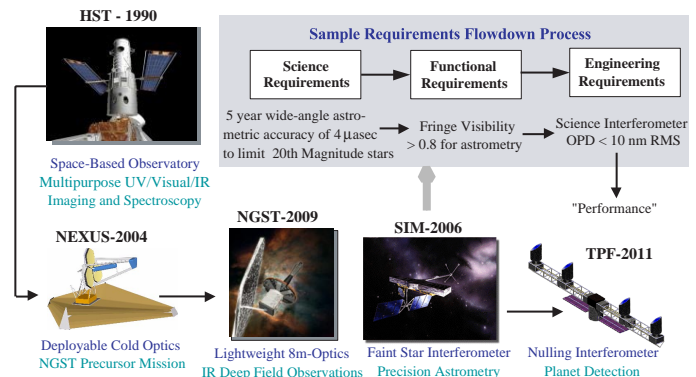 HST - 1990
Space-Based Observatory
Multipurpose UV/Visual/IR
Imaging and Spectroscopy
Sample Requirements Flowdown Process
Science
Requirements
Functional
Requirements
Engineering
Requirements
5 year wide-angle astro-
metric accuracy of 4 μasec
to limit 20th Magnitude stars
Fringe Visibility
> 0.8 for astrometry
Science Interferometer
OPD < 10 nm RMS
"Performance"
NEXUS-2004
Deployable Cold Optics
NGST Precursor Mission
NGST-2009
Lightweight 8m-Optics
IR Deep Field Observations
SIM-2006
Faint Star Interferometer
Precision Astrometry
TPF-2011
Nulling Interferometer
Planet Detection